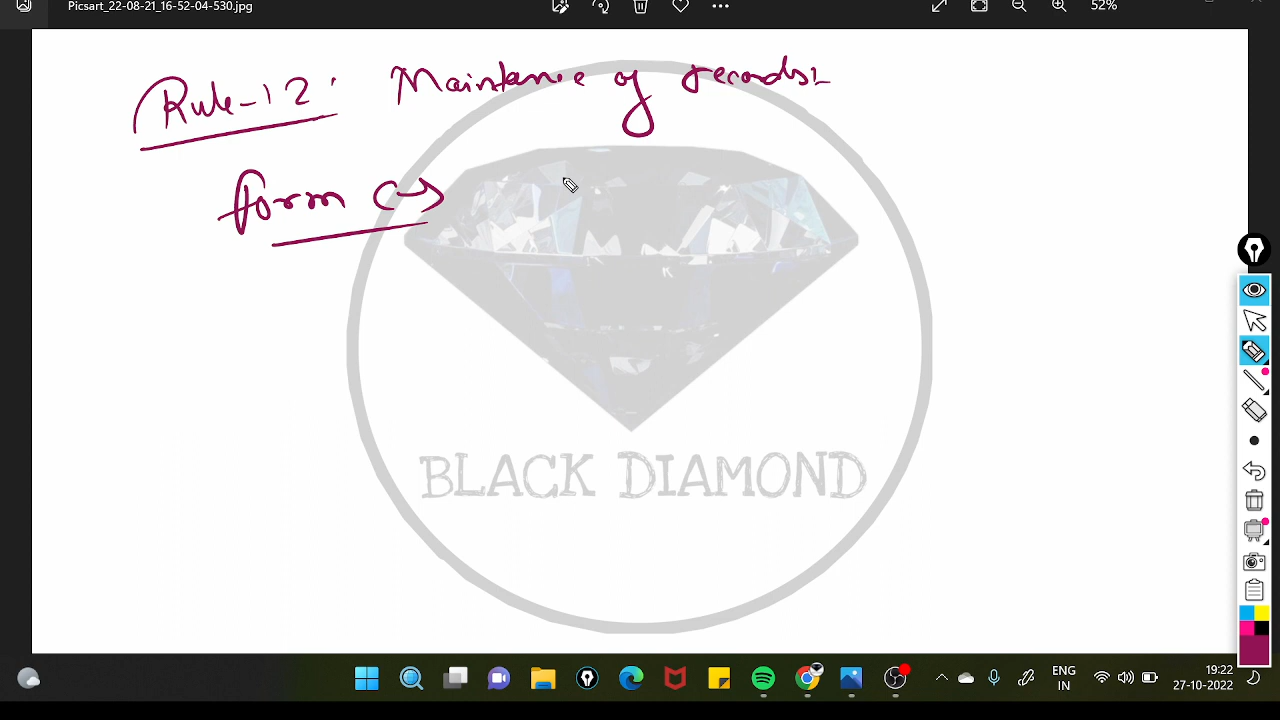 Picsart_22-08-21_16-52-04-530.jpg
52%
Rule-12: Maintance of records:-
form C→
BLACK DIAMOND
ENG
IN
19:22
27-10-2022